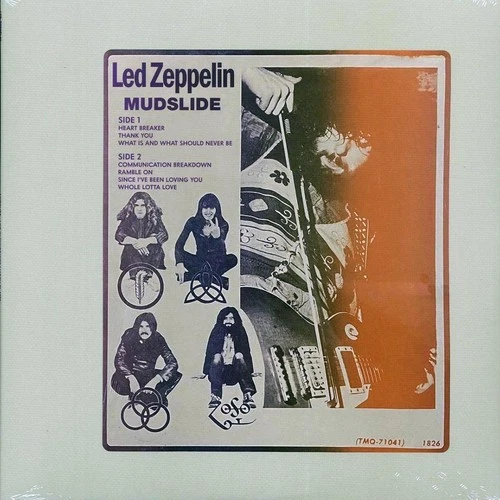 Led Zeppelin
MUDSLIDE
SIDE 1
HEART BREAKER
THANK YOU
WHAT IS AND WHAT SHOULD NEVER BE
SIDE 2
COMMUNICATION BREAKDOWN
RAMBLE ON
SINCE I'VE BEEN LOVING YOU
WHOLE LOTTA LOVE
(TMQ-71041) 1826